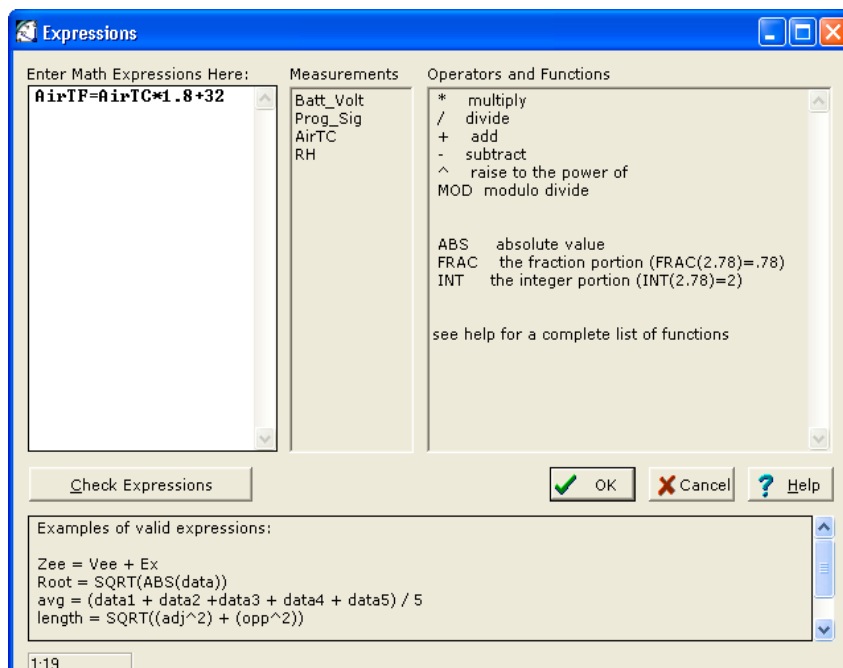 Expressions
Enter Math Expressions Here:
AirTF=AirTC*1.8+32
Measurements
Batt_Volt
Prog_Sig
AirTC
RH
Operators and Functions
* multiply
/ divide
+ add
- subtract
^ raise to the power of
MOD modulo divide
ABS absolute value
FRAC the fraction portion (FRAC(2.78)=.78)
INT the integer portion (INT(2.78)=2)
see help for a complete list of functions
Check Expressions
OK
Cancel
Help
Examples of valid expressions:
Zee = Vee + Ex
Root = SQRT(ABS(data))
avg = (data1 + data2 +data3 + data4 + data5) / 5
length = SQRT((adj^2) + (opp^2))
1:19